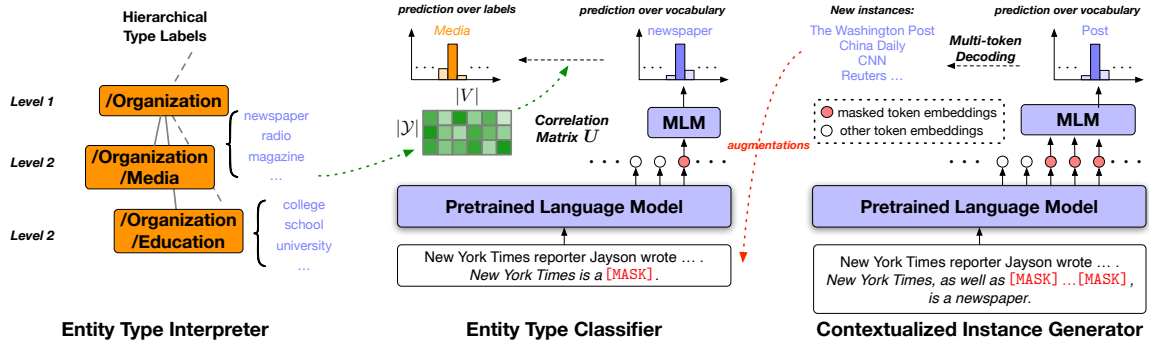 Hierarchical
Type Labels
Level 1
/Organization
newspaper
radio
magazine
...
Level 2
/Organization
/Media
Level 2
/Organization
/Education
college
school
university
...
Entity Type Interpreter
prediction over labels
Media
prediction over vocabulary
newspaper
|V|
|Y|
Correlation
Matrix U
MLM
Pretrained Language Model
New York Times reporter Jayson wrote ... .
New York Times is a [MASK].
Entity Type Classifier
augmentations
New instances:
The Washington Post
China Daily
CNN
Reuters ...
Multi-token
Decoding
prediction over vocabulary
Post
masked token embeddings
other token embeddings
MLM
Pretrained Language Model
New York Times reporter Jayson wrote ... .
New York Times, as well as [MASK] ...[MASK] ,
is a newspaper.
Contextualized Instance Generator